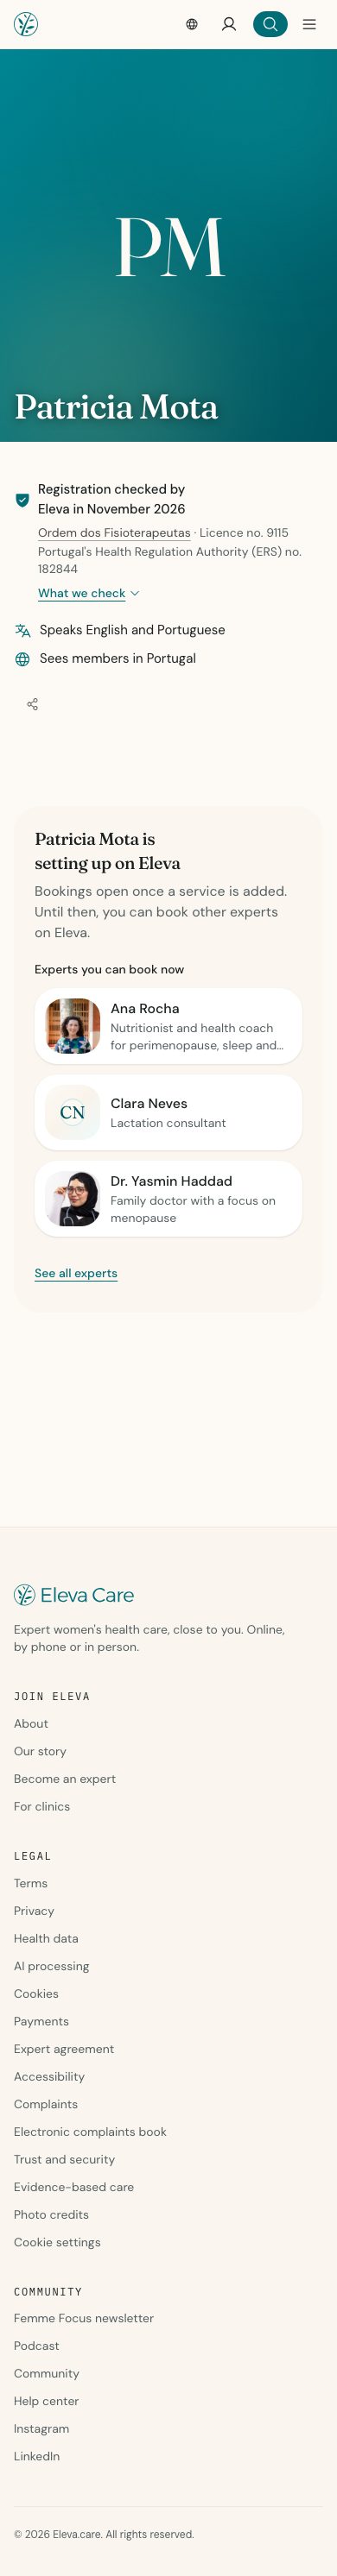 PM
Patricia Mota
Registration checked by
Eleva in November 2026
Ordem dos Fisioterapeutas · Licence no. 9115
Portugal's Health Regulation Authority (ERS) no.
182844
What we check
Speaks English and Portuguese
Sees members in Portugal
Patricia Mota is
setting up on Eleva
Bookings open once a service is added.
Until then, you can book other experts
on Eleva.
Experts you can book now
Ana Rocha
Nutritionist and health coach
for perimenopause, sleep and…
CN
Clara Neves
Lactation consultant
Dr. Yasmin Haddad
Family doctor with a focus on
menopause
See all experts
Eleva Care
Expert women's health care, close to you. Online,
by phone or in person.
JOIN ELEVA
About
Our story
Become an expert
For clinics
LEGAL
Terms
Privacy
Health data
AI processing
Cookies
Payments
Expert agreement
Accessibility
Complaints
Electronic complaints book
Trust and security
Evidence-based care
Photo credits
Cookie settings
COMMUNITY
Femme Focus newsletter
Podcast
Community
Help center
Instagram
LinkedIn
© 2026 Eleva.care. All rights reserved.